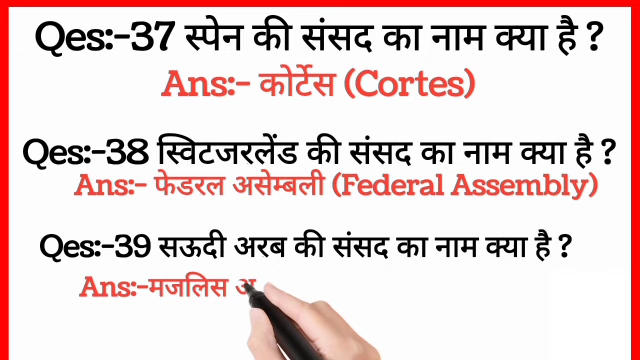 Qes:-37 स्पेन की संसद का नाम क्या है ?
Ans:- कोर्टेस (Cortes)
Qes:-38 स्विटजरलेंड की संसद का नाम क्या है ?
Ans:- फेडरल असेम्बली (Federal Assembly)
Qes:-39 सऊदी अरब की संसद का नाम क्या है ?
Ans:-मजलिस अ